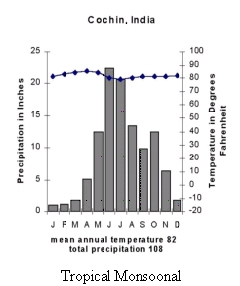 Cochin, India
Precipitation in Inches
25
20
15
10
5
0
Temperature in Degrees
Fahrenheit
100
90
80
70
60
50
40
30
20
10
0
-10
-20
J F M A M J J A S O N D
mean annual temperature 82
total precipitation 108
Tropical Monsoonal